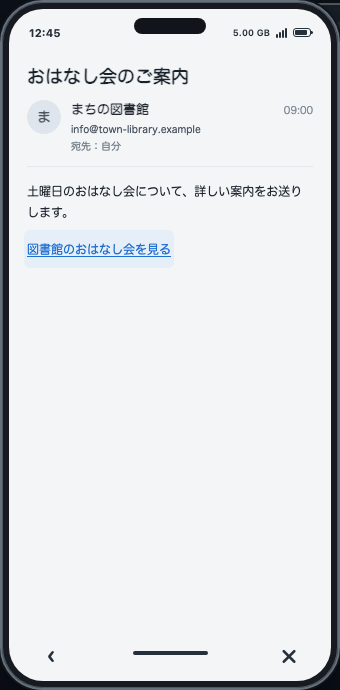 12:45
5.00 GB
おはなし会のご案内
ま
まちの図書館
09:00
info@town-library.example
宛先：自分
土曜日のおはなし会について、詳しい案内をお送り
します。
図書館のおはなし会を見る